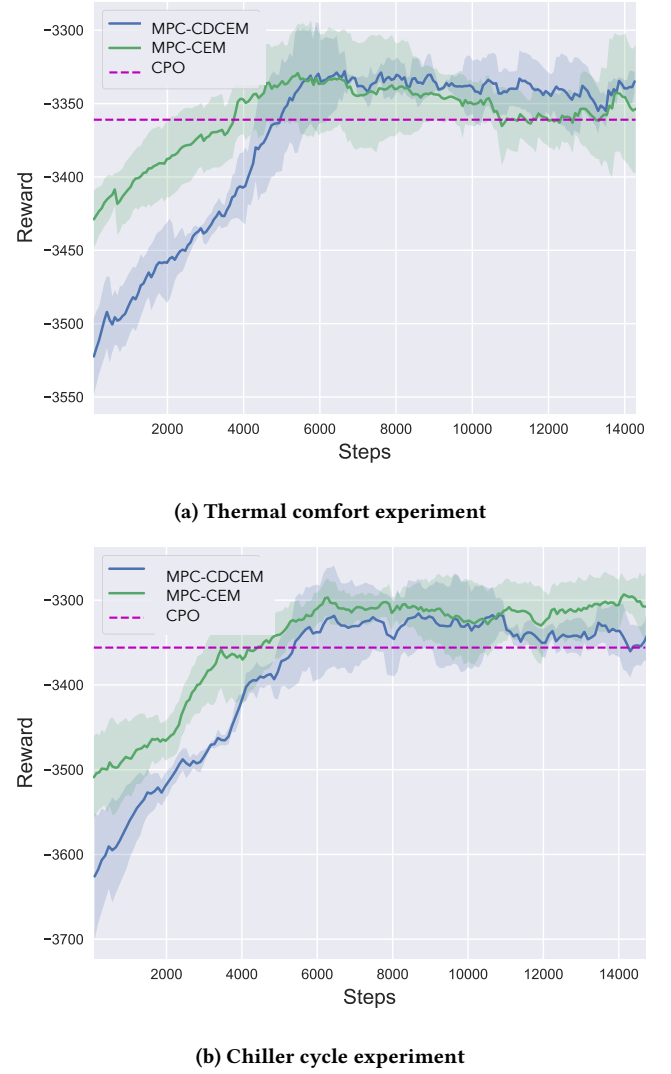 MPC-CDCEM
MPC-CEM
CPO
−3300
−3350
−3400
−3450
−3500
−3550
Reward
2000 4000 6000 8000 10000 12000 14000
Steps
(a) Thermal comfort experiment
MPC-CDCEM
MPC-CEM
CPO
−3300
−3400
−3500
−3600
−3700
Reward
2000 4000 6000 8000 10000 12000 14000
Steps
(b) Chiller cycle experiment